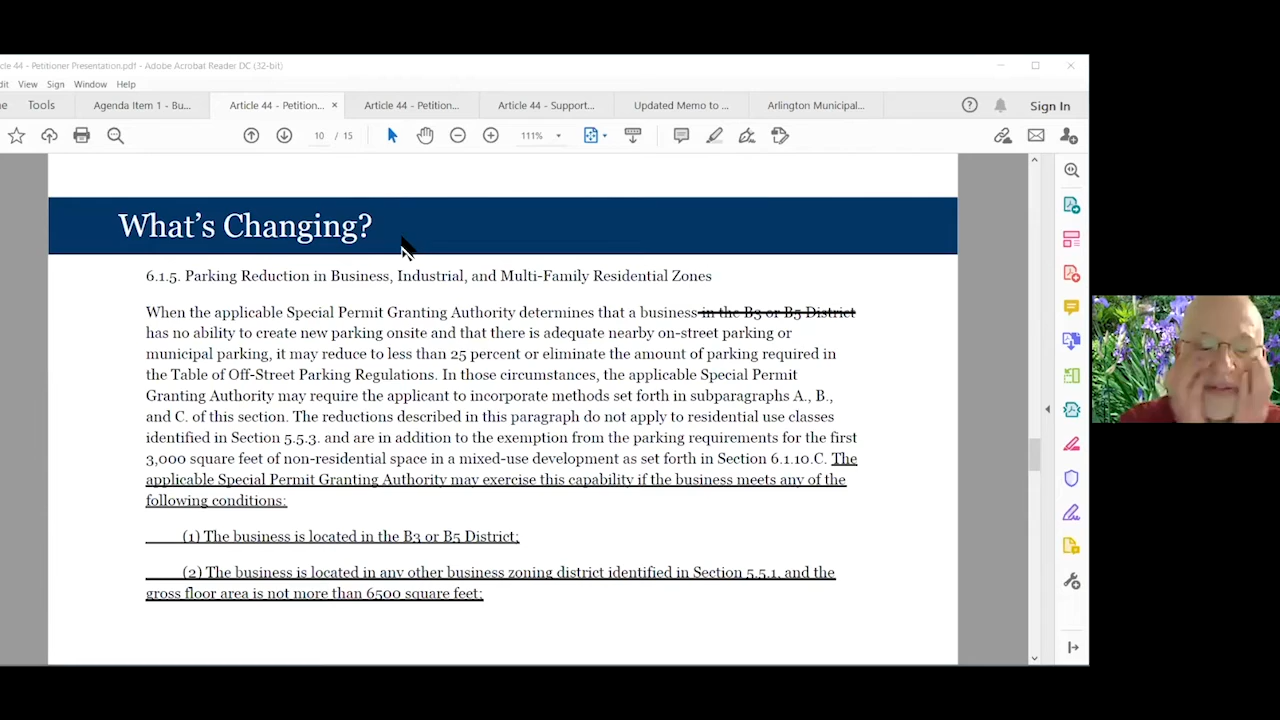 cle 44 - Petitioner Presentation.pdf - Adobe Acrobat Reader DC (32-bit)
dit View Sign Window Help
e Tools Agenda Item 1 - Bu... Article 44 - Petition... × Article 44 - Petition... Article 44 - Support... Updated Memo to ... Arlington Municipal... Sign In
10 / 15 111%
What's Changing?
6.1.5. Parking Reduction in Business, Industrial, and Multi-Family Residential Zones
When the applicable Special Permit Granting Authority determines that a business in the B3 or B5 District
has no ability to create new parking onsite and that there is adequate nearby on-street parking or
municipal parking, it may reduce to less than 25 percent or eliminate the amount of parking required in
the Table of Off-Street Parking Regulations. In those circumstances, the applicable Special Permit
Granting Authority may require the applicant to incorporate methods set forth in subparagraphs A., B.,
and C. of this section. The reductions described in this paragraph do not apply to residential use classes
identified in Section 5.5.3. and are in addition to the exemption from the parking requirements for the first
3,000 square feet of non-residential space in a mixed-use development as set forth in Section 6.1.10.C. The
applicable Special Permit Granting Authority may exercise this capability if the business meets any of the
following conditions:
(1) The business is located in the B3 or B5 District;
(2) The business is located in any other business zoning district identified in Section 5.5.1, and the
gross floor area is not more than 6500 square feet;